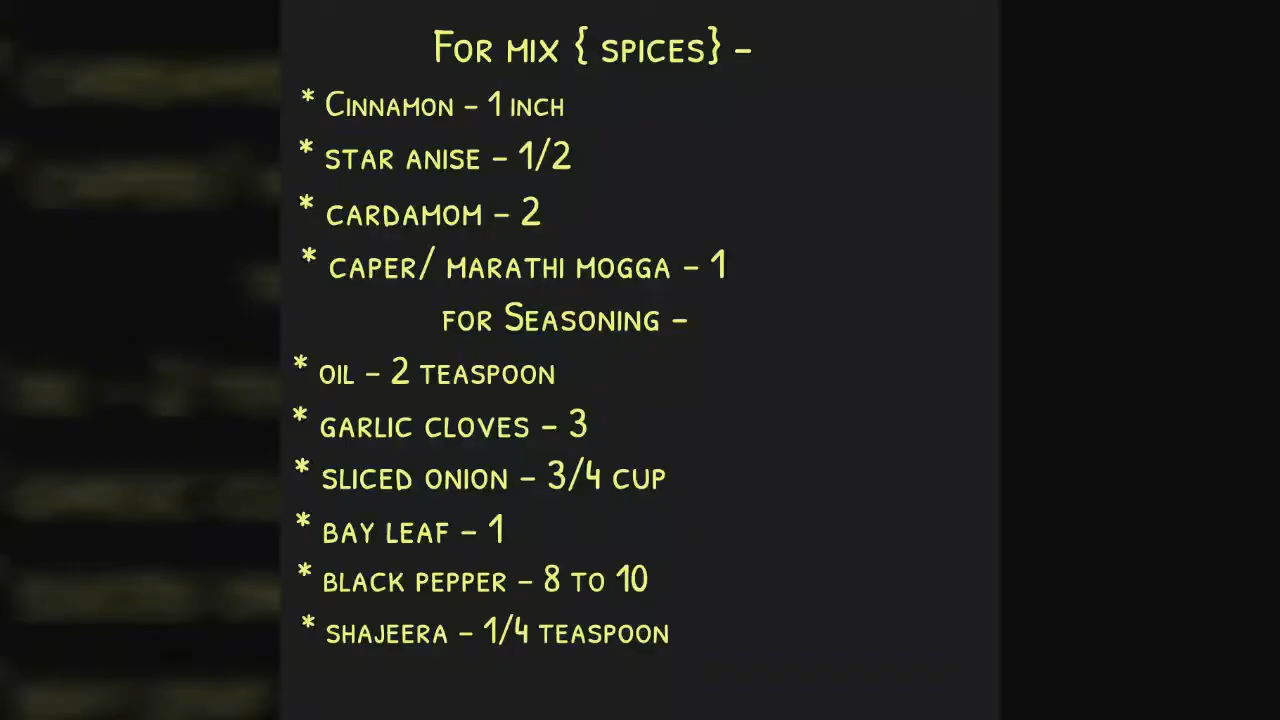 For mix { spices} -
* Cinnamon - 1 inch
* star anise - 1/2
* cardamom - 2
* caper/ marathi mogga - 1
for Seasoning -
* oil - 2 teaspoon
* garlic cloves - 3
* sliced onion - 3/4 cup
* bay leaf - 1
* black pepper - 8 to 10
* shajeera - 1/4 teaspoon